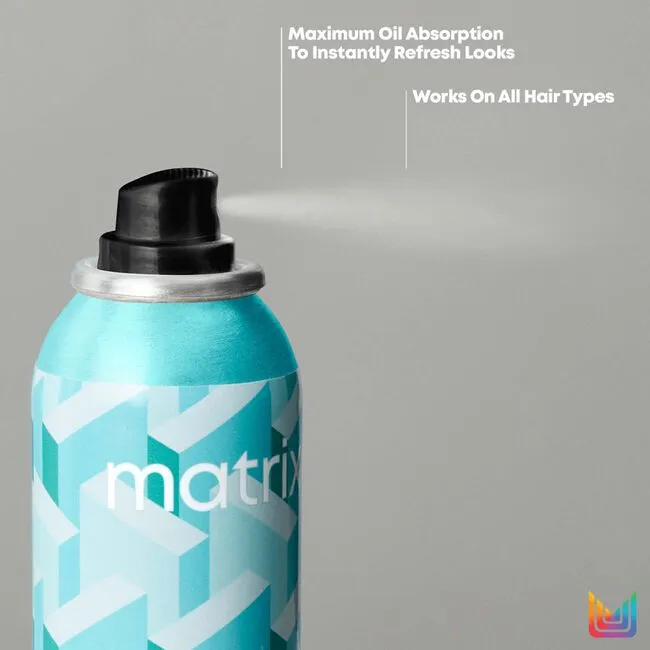 Maximum Oil Absorption
To Instantly Refresh Looks
Works On All Hair Types
matrix